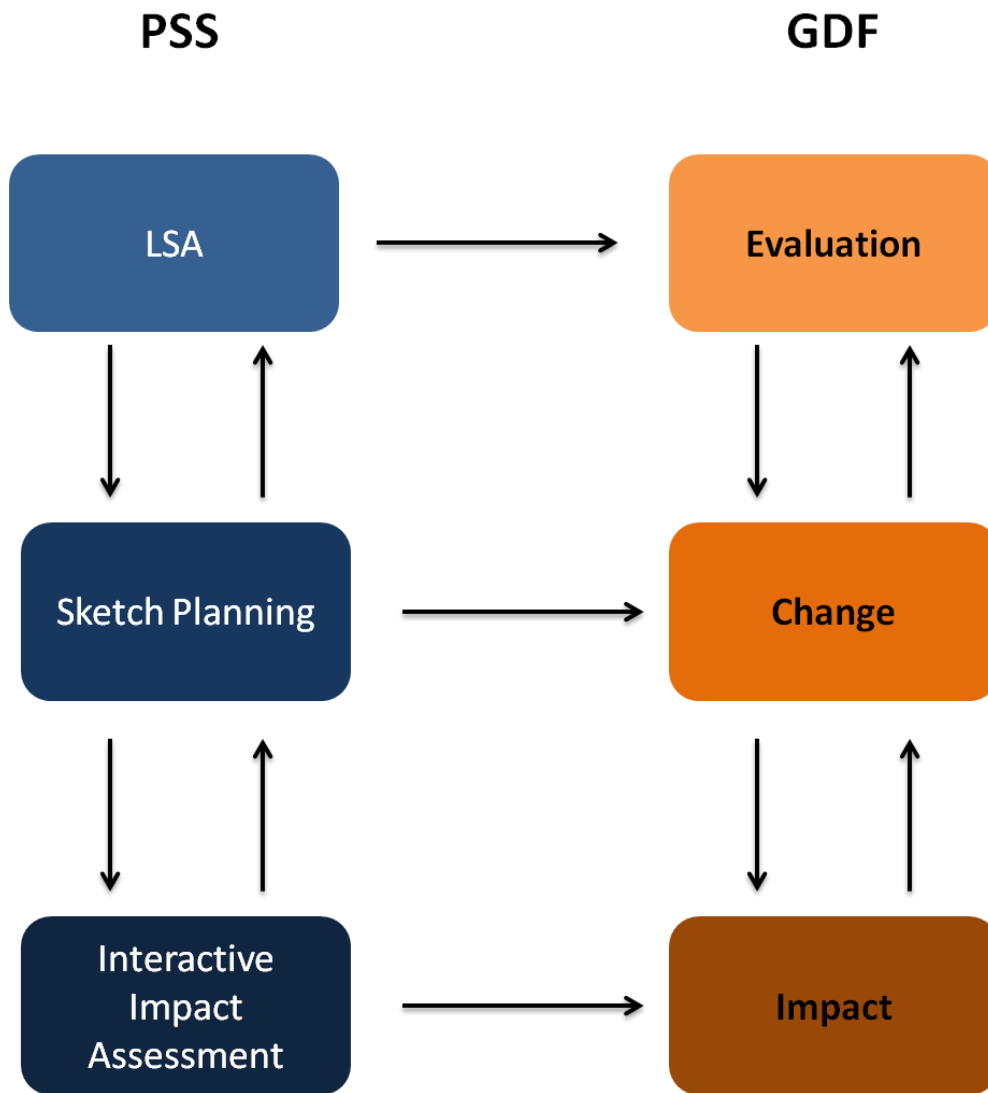 PSS
GDF
LSA
Evaluation
Sketch Planning
Change
Interactive
Impact
Assessment
Impact